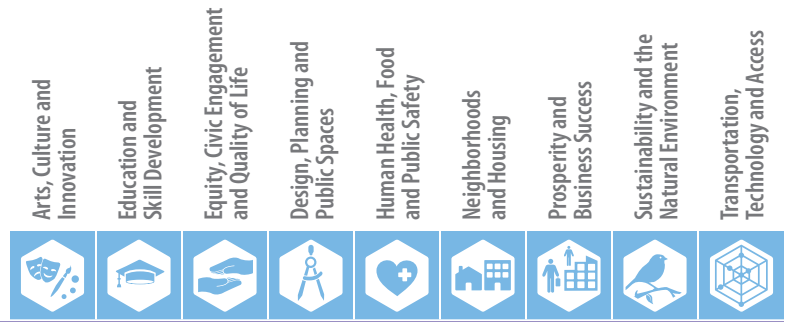 Arts, Culture and
Innovation
Education and
Skill Development
Equity, Civic Engagement
and Quality of Life
Design, Planning and
Public Spaces
Human Health, Food
and Public Safety
Neighborhoods
and Housing
Prosperity and
Business Success
Sustainability and the
Natural Environment
Transportation,
Technology and Access